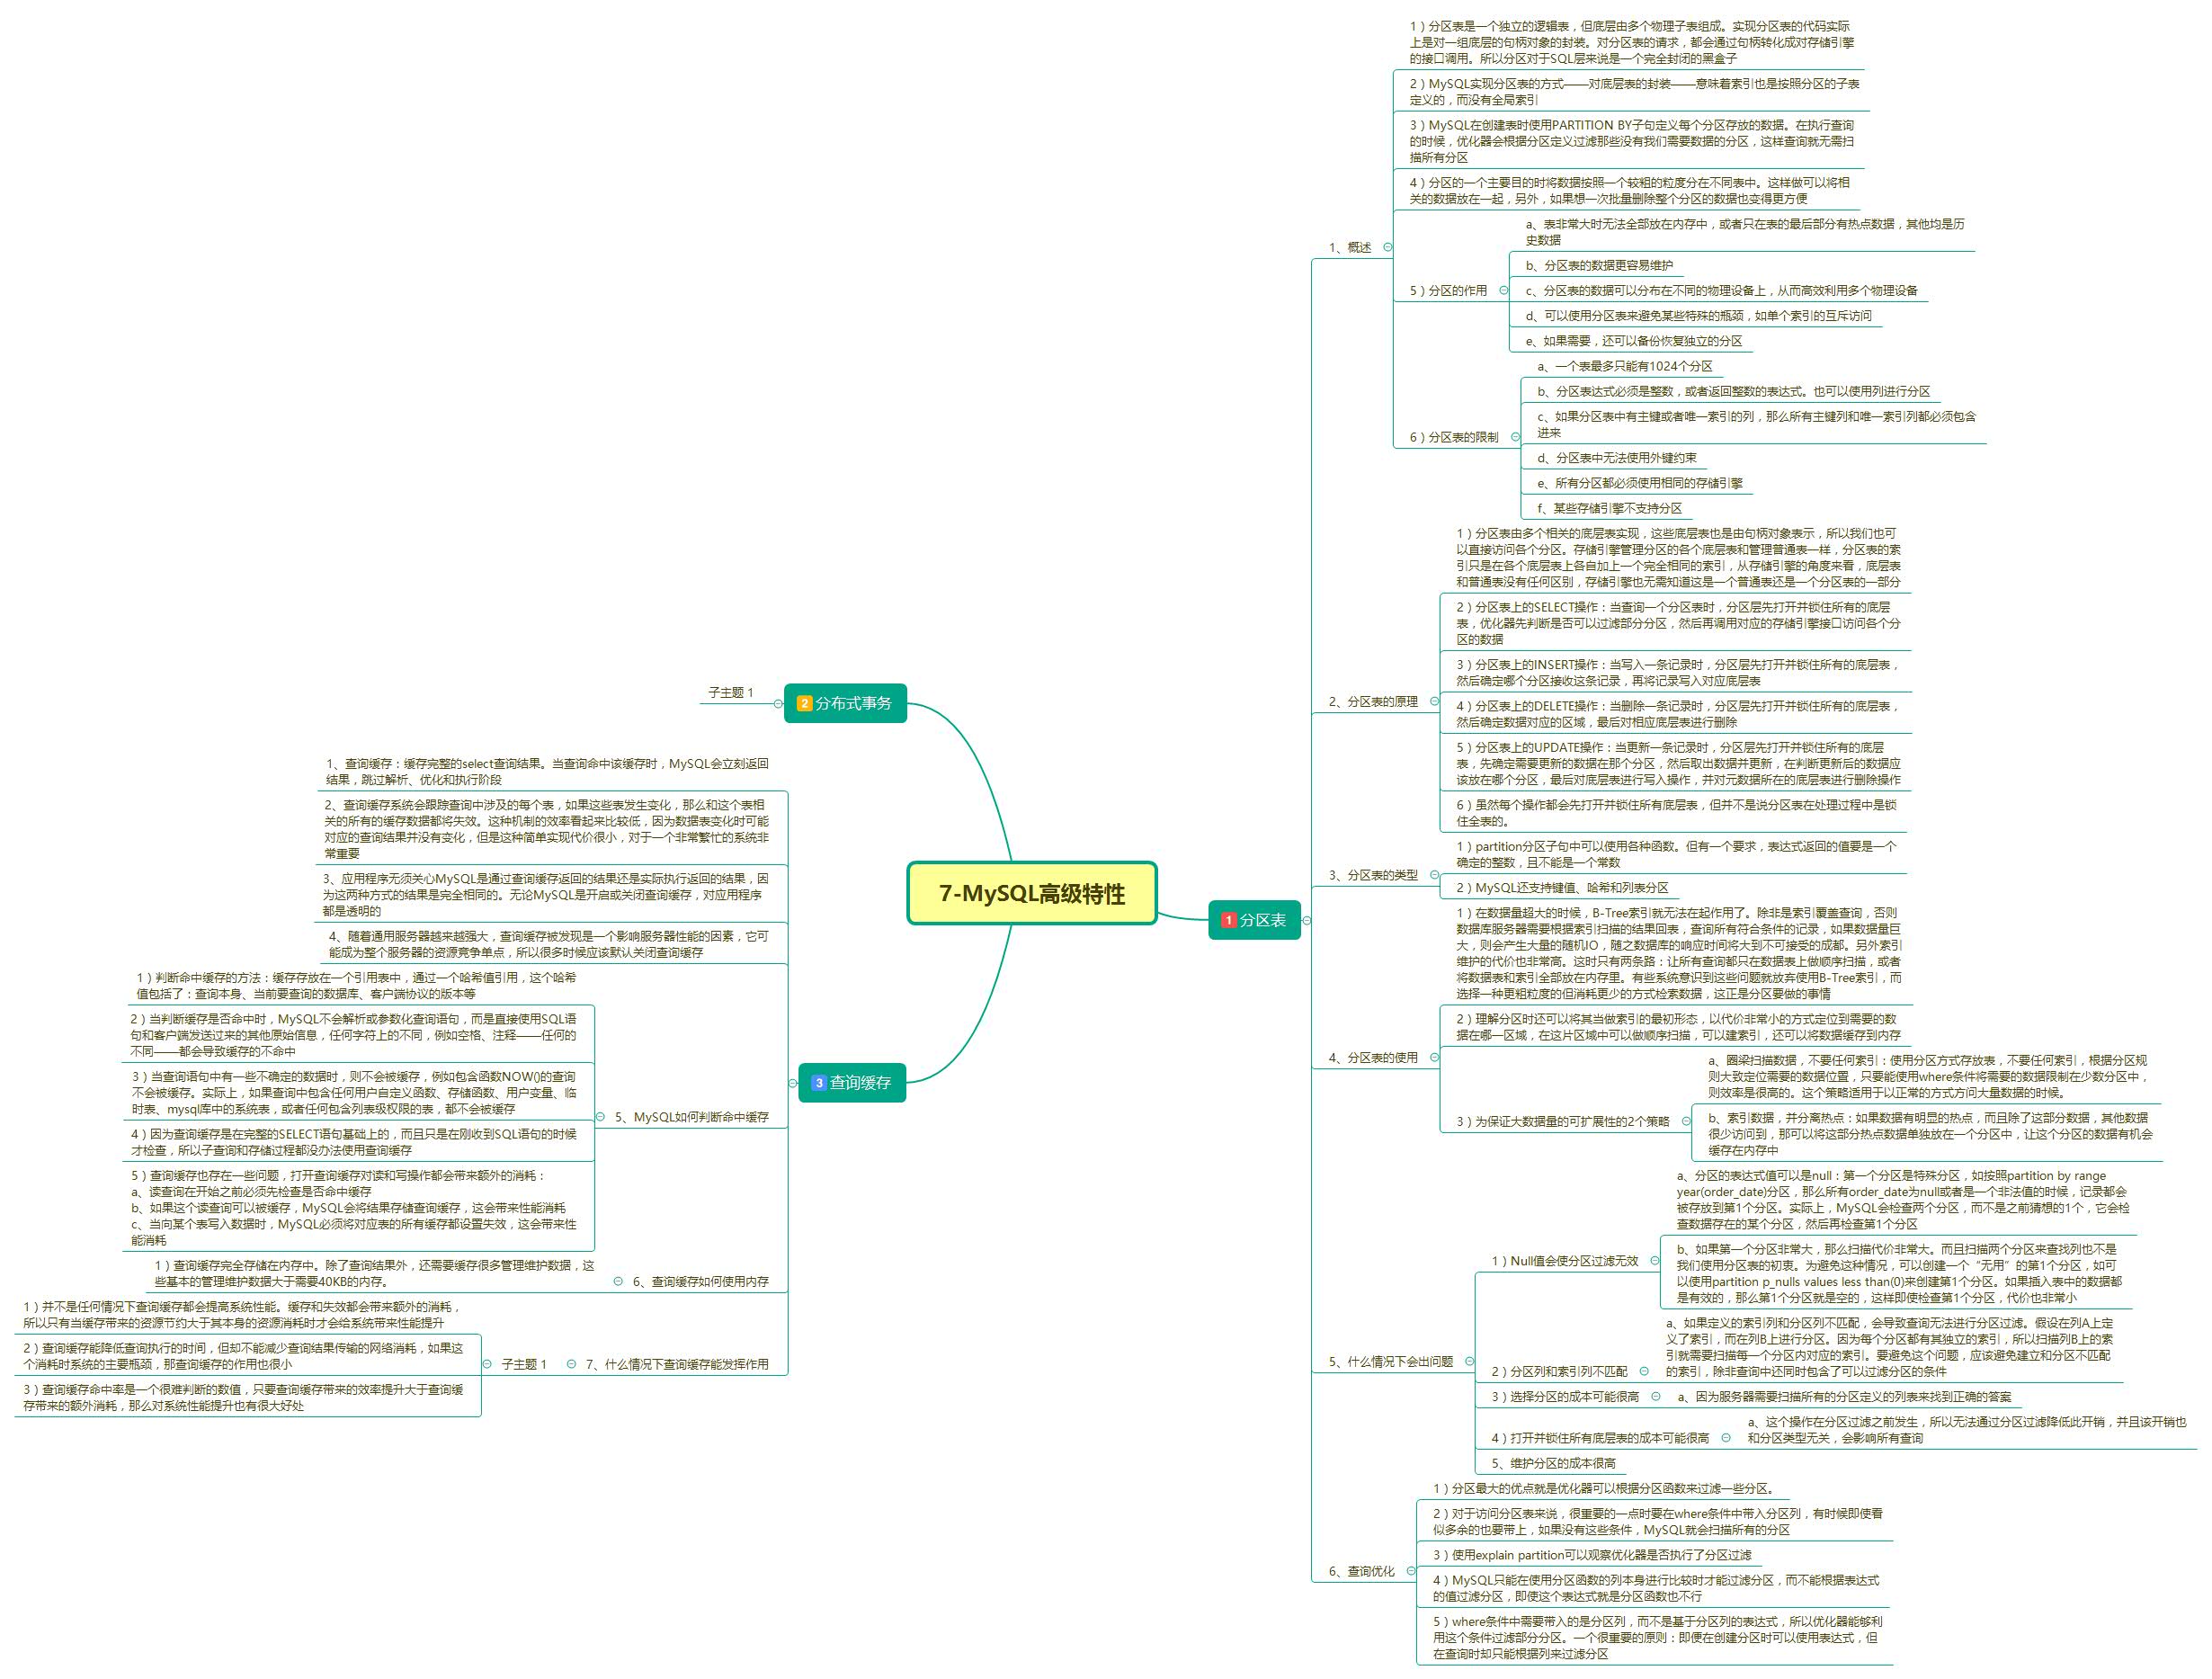 7-MySQL高级特性
1 分区表
1、概述
1）分区表是一个独立的逻辑表，但底层由多个物理子表组成。实现分区表的代码实际
上是对一组底层的句柄对象的封装。对分区表的请求，都会通过句柄转化成对存储引擎
的接口调用。所以分区对于SQL层来说是一个完全封闭的黑盒子
2）MySQL实现分区表的方式——对底层表的封装——意味着索引也是按照分区的子表
定义的，而没有全局索引
3）MySQL在创建表时使用PARTITION BY子句定义每个分区存放的数据。在执行查询
的时候，优化器会根据分区定义过滤那些没有我们需要数据的分区，这样查询就无需扫
描所有分区
4）分区的一个主要目的时将数据按照一个较粗的粒度分在不同表中。这样做可以将相
关的数据放在一起，另外，如果想一次批量删除整个分区的数据也变得更方便
5）分区的作用
a、表非常大时无法全部放在内存中，或者只在表的最后部分有热点数据，其他均是历
史数据
b、分区表的数据更容易维护
c、分区表的数据可以分布在不同的物理设备上，从而高效利用多个物理设备
d、可以使用分区表来避免某些特殊的瓶颈，如单个索引的互斥访问
e、如果需要，还可以备份恢复独立的分区
6）分区表的限制
a、一个表最多只能有1024个分区
b、分区表达式必须是整数，或者返回整数的表达式。也可以使用列进行分区
c、如果分区表中有主键或者唯一索引的列，那么所有主键列和唯一索引列都必须包含
进来
d、分区表中无法使用外键约束
e、所有分区都必须使用相同的存储引擎
f、某些存储引擎不支持分区
2、分区表的原理
1）分区表由多个相关的底层表实现，这些底层表也是由句柄对象表示，所以我们也可
以直接访问各个分区。存储引擎管理分区的各个底层表和管理普通表一样，分区表的索
引只是在各个底层表上各自加上一个完全相同的索引，从存储引擎的角度来看，底层表
和普通表没有任何区别，存储引擎也无需知道这是一个普通表还是一个分区表的一部分
2）分区表上的SELECT操作：当查询一个分区表时，分区层先打开并锁住所有的底层
表，优化器先判断是否可以过滤部分分区，然后再调用对应的存储引擎接口访问各个分
区的数据
3）分区表上的INSERT操作：当写入一条记录时，分区层先打开并锁住所有的底层表，
然后确定哪个分区接收这条记录，再将记录写入对应底层表
4）分区表上的DELETE操作：当删除一条记录时，分区层先打开并锁住所有的底层表，
然后确定数据对应的区域，最后对相应底层表进行删除
5）分区表上的UPDATE操作：当更新一条记录时，分区层先打开并锁住所有的底层
表，先确定需要更新的数据在那个分区，然后取出数据并更新，在判断更新后的数据应
该放在哪个分区，最后对底层表进行写入操作，并对元数据所在的底层表进行删除操作
6）虽然每个操作都会先打开并锁住所有底层表，但并不是说分区表在处理过程中是锁
住全表的。
3、分区表的类型
1）partition分区子句中可以使用各种函数。但有一个要求，表达式返回的值要是一个
确定的整数，且不能是一个常数
2）MySQL还支持键值、哈希和列表分区
4、分区表的使用
1）在数据量超大的时候，B-Tree索引就无法在起作用了。除非是索引覆盖查询，否则
数据库服务器需要根据索引扫描的结果回表，查询所有符合条件的记录，如果数据量巨
大，则会产生大量的随机IO，随之数据库的响应时间将大到不可接受的成都。另外索引
维护的代价也非常高。这时只有两条路：让所有查询都只在数据表上做顺序扫描，或者
将数据表和索引全部放在内存里。有些系统意识到这些问题就放弃使用B-Tree索引，而
选择一种更粗粒度的但消耗更少的方式检索数据，这正是分区要做的事情
2）理解分区时还可以将其当做索引的最初形态，以代价非常小的方式定位到需要的数
据在哪一区域，在这片区域中可以做顺序扫描，可以建索引，还可以将数据缓存到内存
3）为保证大数据量的可扩展性的2个策略
a、圈梁扫描数据，不要任何索引：使用分区方式存放表，不要任何索引，根据分区规
则大致定位需要的数据位置，只要能使用where条件将需要的数据限制在少数分区中，
则效率是很高的。这个策略适用于以正常的方式方问大量数据的时候。
b、索引数据，并分离热点：如果数据有明显的热点，而且除了这部分数据，其他数据
很少访问到，那可以将这部分热点数据单独放在一个分区中，让这个分区的数据有机会
缓存在内存中
5、什么情况下会出问题
1）Null值会使分区过滤无效
a、分区的表达式值可以是null：第一个分区是特殊分区，如按照partition by range
year(order_date)分区，那么所有order_date为null或者是一个非法值的时候，记录都会
被存放到第1个分区。实际上，MySQL会检查两个分区，而不是之前猜想的1个，它会检
查数据存在的某个分区，然后再检查第1个分区
b、如果第一个分区非常大，那么扫描代价非常大。而且扫描两个分区来查找列也不是
我们使用分区表的初衷。为避免这种情况，可以创建一个“无用”的第1个分区，如可
以使用partition p_nulls values less than(0)来创建第1个分区。如果插入表中的数据都
是有效的，那么第1个分区就是空的，这样即使检查第1个分区，代价也非常小
2）分区列和索引列不匹配
a、如果定义的索引列和分区列不匹配，会导致查询无法进行分区过滤。假设在列A上定
义了索引，而在列B上进行分区。因为每个分区都有其独立的索引，所以扫描列B上的索
引就需要扫描每一个分区内对应的索引。要避免这个问题，应该避免建立和分区不匹配
的索引，除非查询中还同时包含了可以过滤分区的条件
3）选择分区的成本可能很高
a、因为服务器需要扫描所有的分区定义的列表来找到正确的答案
4）打开并锁住所有底层表的成本可能很高
a、这个操作在分区过滤之前发生，所以无法通过分区过滤降低此开销，并且该开销也
和分区类型无关，会影响所有查询
5、维护分区的成本很高
6、查询优化
1）分区最大的优点就是优化器可以根据分区函数来过滤一些分区。
2）对于访问分区表来说，很重要的一点时要在where条件中带入分区列，有时候即使看
似多余的也要带上，如果没有这些条件，MySQL就会扫描所有的分区
3）使用explain partition可以观察优化器是否执行了分区过滤
4）MySQL只能在使用分区函数的列本身进行比较时才能过滤分区，而不能根据表达式
的值过滤分区，即使这个表达式就是分区函数也不行
5）where条件中需要带入的是分区列，而不是基于分区列的表达式，所以优化器能够利
用这个条件过滤部分分区。一个很重要的原则：即便在创建分区时可以使用表达式，但
在查询时却只能根据列来过滤分区
2 分布式事务
子主题 1
3 查询缓存
1、查询缓存：缓存完整的select查询结果。当查询命中该缓存时，MySQL会立刻返回
结果，跳过解析、优化和执行阶段
2、查询缓存系统会跟踪查询中涉及的每个表，如果这些表发生变化，那么和这个表相
关的所有的缓存数据都将失效。这种机制的效率看起来比较低，因为数据表变化时可能
对应的查询结果并没有变化，但是这种简单实现代价很小，对于一个非常繁忙的系统非
常重要
3、应用程序无须关心MySQL是通过查询缓存返回的结果还是实际执行返回的结果，因
为这两种方式的结果是完全相同的。无论MySQL是开启或关闭查询缓存，对应用程序
都是透明的
4、随着通用服务器越来越强大，查询缓存被发现是一个影响服务器性能的因素，它可
能成为整个服务器的资源竞争单点，所以很多时候应该默认关闭查询缓存
5、MySQL如何判断命中缓存
1）判断命中缓存的方法：缓存存放在一个引用表中，通过一个哈希值引用，这个哈希
值包括了：查询本身、当前要查询的数据库、客户端协议的版本等
2）当判断缓存是否命中时，MySQL不会解析或参数化查询语句，而是直接使用SQL语
句和客户端发送过来的其他原始信息，任何字符上的不同，例如空格、注释——任何的
不同——都会导致缓存的不命中
3）当查询语句中有一些不确定的数据时，则不会被缓存，例如包含函数NOW()的查询
不会被缓存。实际上，如果查询中包含任何用户自定义函数、存储函数、用户变量、临
时表、mysql库中的系统表，或者任何包含列表级权限的表，都不会被缓存
4）因为查询缓存是在完整的SELECT语句基础上的，而且只是在刚收到SQL语句的时候
才检查，所以子查询和存储过程都没办法使用查询缓存
5）查询缓存也存在一些问题，打开查询缓存对读和写操作都会带来额外的消耗：
a、读查询在开始之前必须先检查是否命中缓存
b、如果这个读查询可以被缓存，MySQL会将结果存储查询缓存，这会带来性能消耗
c、当向某个表写入数据时，MySQL必须将对应表的所有缓存都设置失效，这会带来性
能消耗
6、查询缓存如何使用内存
1）查询缓存完全存储在内存中。除了查询结果外，还需要缓存很多管理维护数据，这
些基本的管理维护数据大于需要40KB的内存。
7、什么情况下查询缓存能发挥作用
子主题 1
1）并不是任何情况下查询缓存都会提高系统性能。缓存和失效都会带来额外的消耗，
所以只有当缓存带来的资源节约大于其本身的资源消耗时才会给系统带来性能提升
2）查询缓存能降低查询执行的时间，但却不能减少查询结果传输的网络消耗，如果这
个消耗时系统的主要瓶颈，那查询缓存的作用也很小
3）查询缓存命中率是一个很难判断的数值，只要查询缓存带来的效率提升大于查询缓
存带来的额外消耗，那么对系统性能提升也有很大好处